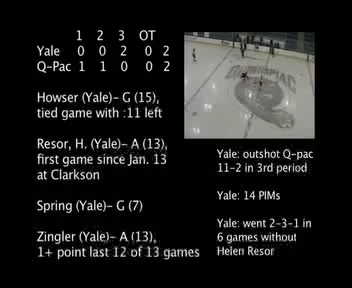 1 2 3 OT
Yale 0 0 2 0 2
Q-Pac 1 1 0 0 2
Howser (Yale)- G (15),
tied game with :11 left
Resor, H. (Yale)- A (13),
first game since Jan. 13
at Clarkson
Spring (Yale)- G (7)
Zingler (Yale)- A (13),
1+ point last 12 of 13 games
Yale: outshot Q-pac
11-2 in 3rd period
Yale: 14 PIMs
Yale: went 2-3-1 in
6 games without
Helen Resor